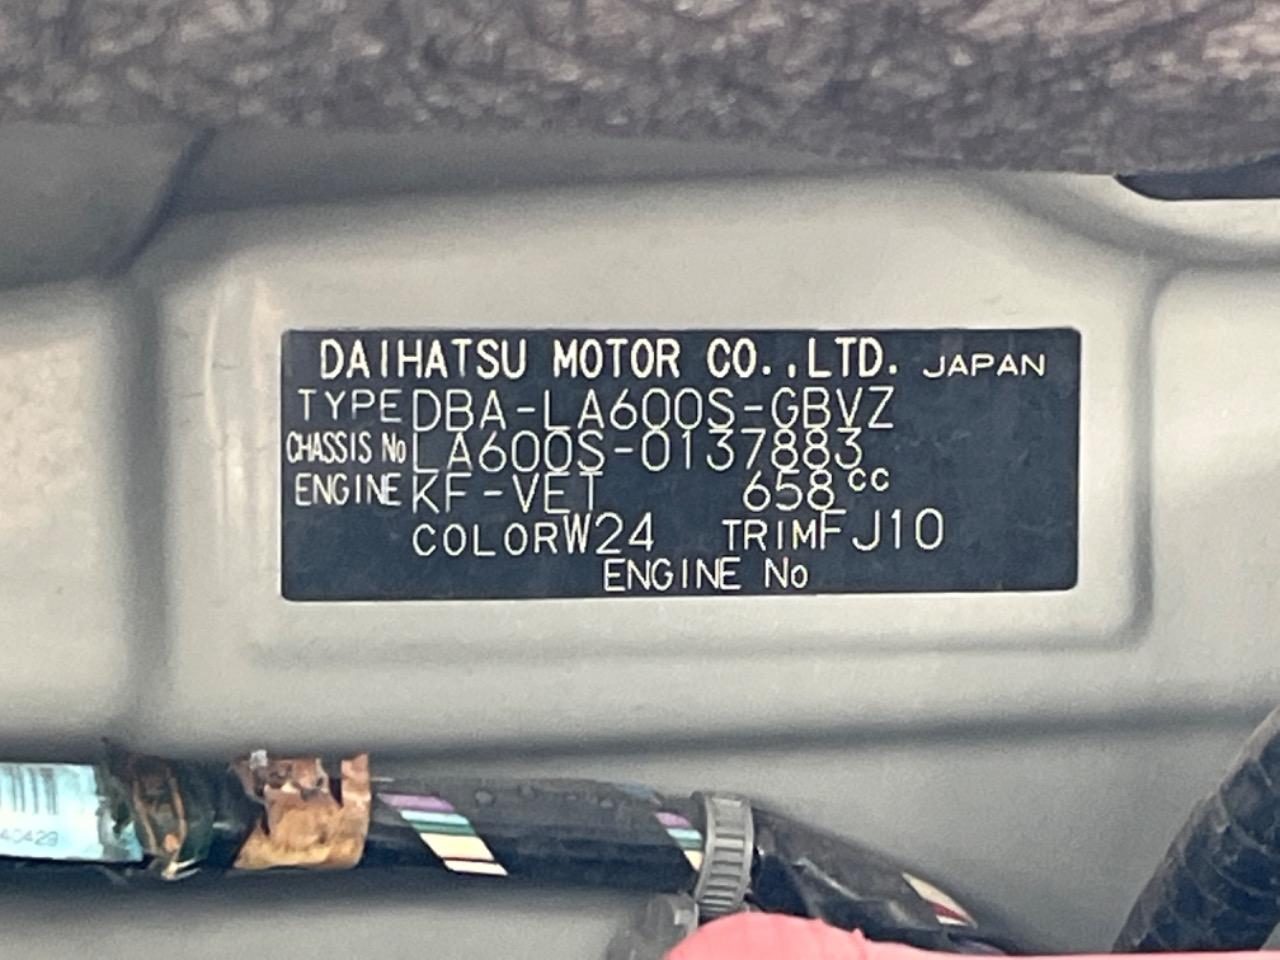 DAIHATSU MOTOR CO.,LTD. JAPAN
TYPE DBA-LA600S-GBVZ
CHASSIS No LA600S-0137883
ENGINE KF-VET 658cc
COLOR W24 TRIM FJ10
ENGINE No
40429